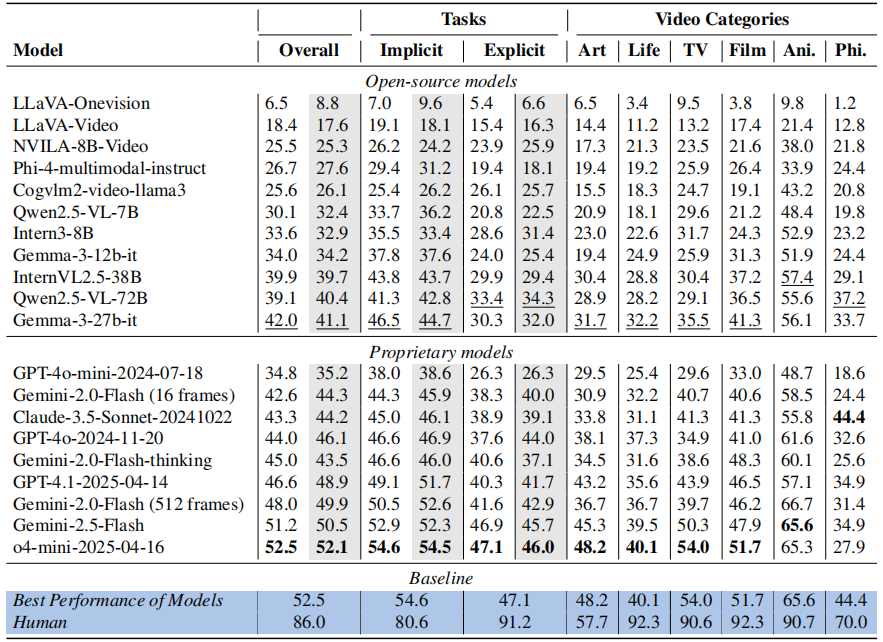 Tasks Video Categories
Model Overall Implicit Explicit Art Life TV Film Ani. Phi.
Open-source models
LLaVA-Onevision 6.5 8.8 7.0 9.6 5.4 6.6 6.5 3.4 9.5 3.8 9.8 1.2
LLaVA-Video 18.4 17.6 19.1 18.1 15.4 16.3 14.4 11.2 13.2 17.4 21.4 12.8
NVILA-8B-Video 25.5 25.3 26.2 24.2 23.9 25.9 17.3 21.3 23.5 21.6 38.0 21.8
Phi-4-multimodal-instruct 26.7 27.6 29.4 31.2 19.4 18.1 19.4 19.2 25.9 26.4 33.9 24.4
Cogvlm2-video-llama3 25.6 26.1 25.4 26.2 26.1 25.7 15.5 18.3 24.7 19.1 43.2 20.8
Qwen2.5-VL-7B 30.1 32.4 33.7 36.2 20.8 22.5 20.9 18.1 29.6 21.2 48.4 19.8
Intern3-8B 33.6 32.9 35.5 33.4 28.6 31.4 23.0 22.6 31.7 24.3 52.9 23.2
Gemma-3-12b-it 34.0 34.2 37.8 37.6 24.0 25.4 19.4 24.9 25.9 31.3 51.9 24.4
InternVL2.5-38B 39.9 39.7 43.8 43.7 29.9 29.4 30.4 28.8 30.4 37.2 57.4 29.1
Qwen2.5-VL-72B 39.1 40.4 41.3 42.8 33.4 34.3 28.9 28.2 29.1 36.5 55.6 37.2
Gemma-3-27b-it 42.0 41.1 46.5 44.7 30.3 32.0 31.7 32.2 35.5 41.3 56.1 33.7
Proprietary models
GPT-4o-mini-2024-07-18 34.8 35.2 38.0 38.6 26.3 26.3 29.5 25.4 29.6 33.0 48.7 18.6
Gemini-2.0-Flash (16 frames) 42.6 44.3 44.3 45.9 38.3 40.0 30.9 32.2 40.7 40.6 58.5 24.4
Claude-3.5-Sonnet-20241022 43.3 44.2 45.0 46.1 38.9 39.1 33.8 31.1 41.3 41.3 55.8 44.4
GPT-4o-2024-11-20 44.0 46.1 46.6 46.9 37.6 44.0 38.1 37.3 34.9 41.0 61.6 32.6
Gemini-2.0-Flash-thinking 45.0 43.5 46.6 46.0 40.6 37.1 34.5 31.6 38.6 48.3 60.1 25.6
GPT-4.1-2025-04-14 46.6 48.9 49.1 51.7 40.3 41.7 43.2 35.6 43.9 46.5 57.1 34.9
Gemini-2.0-Flash (512 frames) 48.0 49.9 50.5 52.6 41.6 42.9 36.7 36.7 39.7 46.2 66.7 31.4
Gemini-2.5-Flash 51.2 50.5 52.9 52.3 46.9 45.7 45.3 39.5 50.3 47.9 65.6 34.9
o4-mini-2025-04-16 52.5 52.1 54.6 54.5 47.1 46.0 48.2 40.1 54.0 51.7 65.3 27.9
Baseline
Best Performance of Models 52.5 54.6 47.1 48.2 40.1 54.0 51.7 65.6 44.4
Human 86.0 80.6 91.2 57.7 92.3 90.6 92.3 90.7 70.0